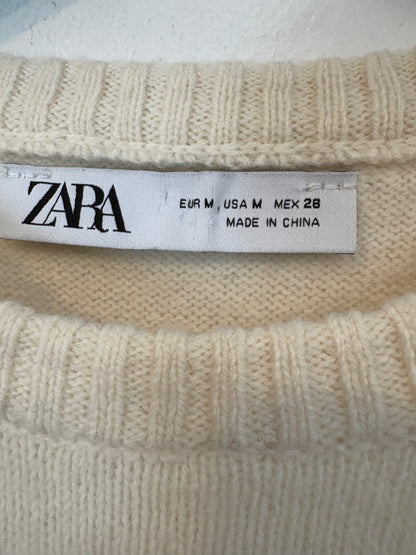 ZARA
EUR M, USA M MEX 28
MADE IN CHINA